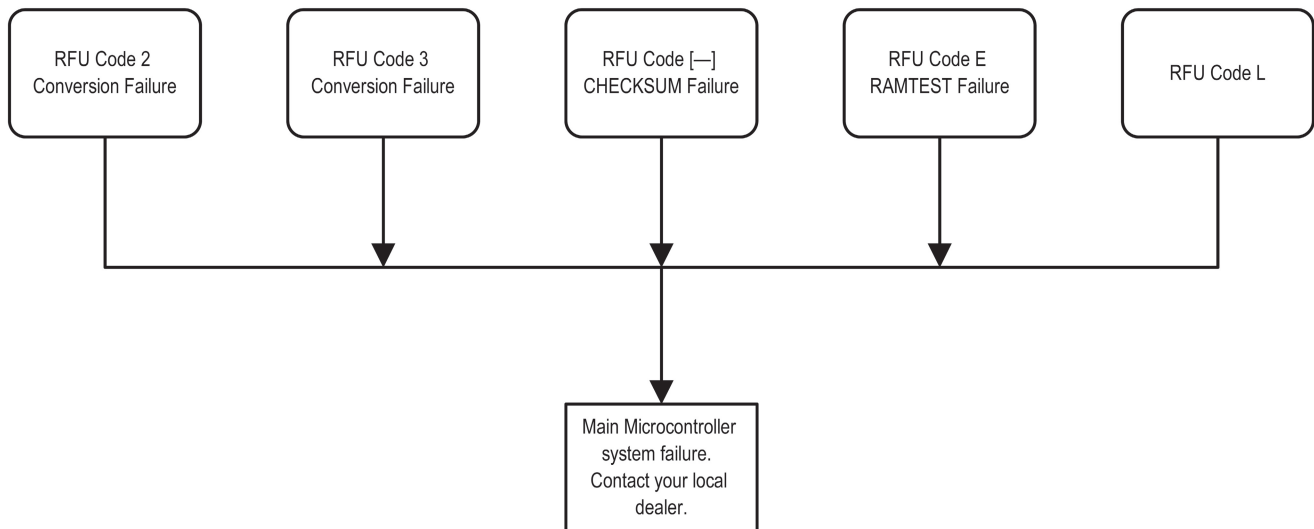 RFU Code 2
Conversion Failure
RFU Code 3
Conversion Failure
RFU Code [—]
CHECKSUM Failure
RFU Code E
RAMTEST Failure
RFU Code L
Main Microcontroller
system failure.
Contact your local
dealer.